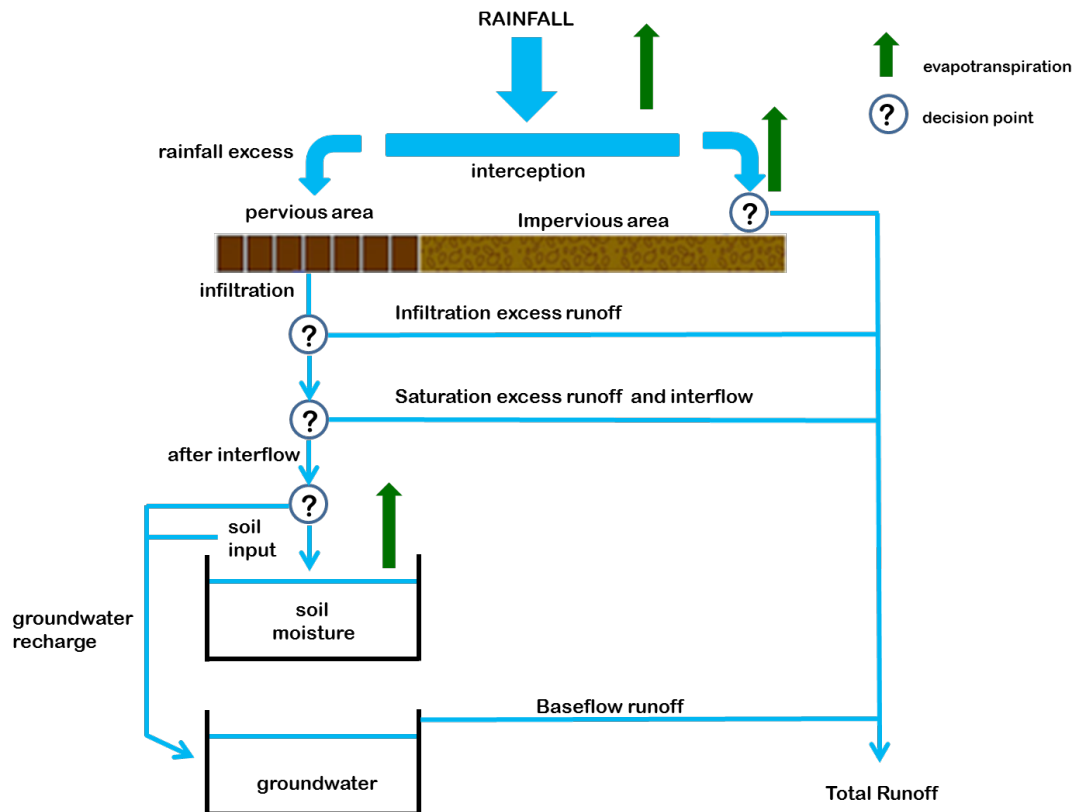 RAINFALL
evapotranspiration
?
decision point
rainfall excess
interception
pervious area
Impervious area
?
infiltration
Infiltration excess runoff
?
Saturation excess runoff and interflow
?
after interflow
?
soil
input
soil
moisture
groundwater
recharge
Baseflow runoff
groundwater
Total Runoff